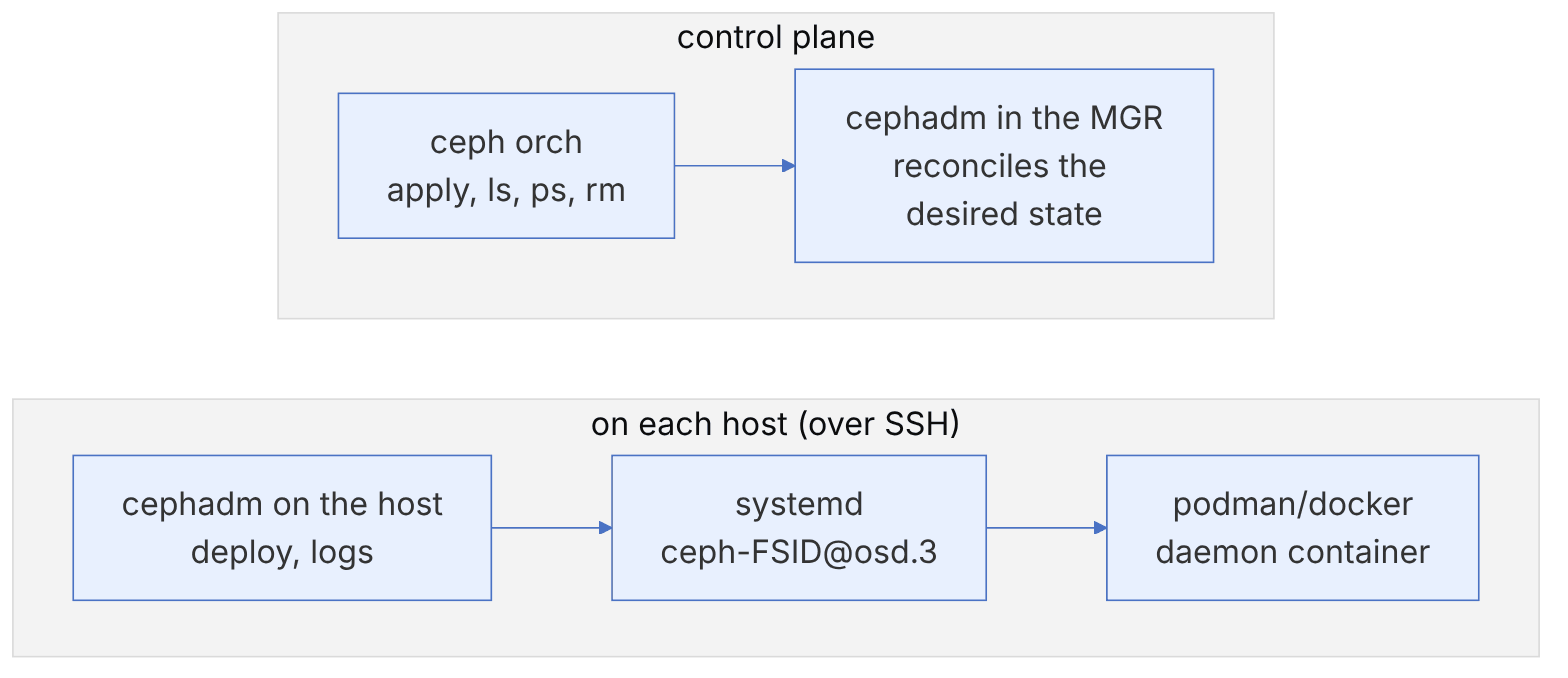 control plane
ceph orch
apply, ls, ps, rm
cephadm in the MGR
reconciles the
desired state
on each host (over SSH)
cephadm on the host
deploy, logs
systemd
ceph-FSID@osd.3
podman/docker
daemon container